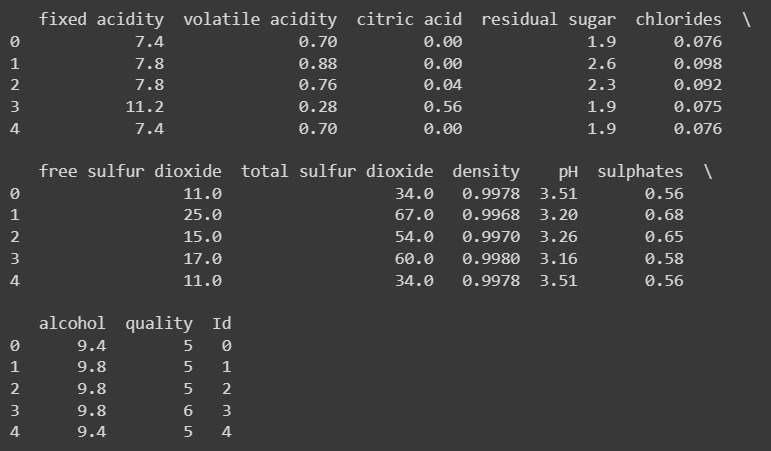 fixed acidity volatile acidity citric acid residual sugar chlorides \
0 7.4 0.70 0.00 1.9 0.076
1 7.8 0.88 0.00 2.6 0.098
2 7.8 0.76 0.04 2.3 0.092
3 11.2 0.28 0.56 1.9 0.075
4 7.4 0.70 0.00 1.9 0.076
free sulfur dioxide total sulfur dioxide density pH sulphates \
0 11.0 34.0 0.9978 3.51 0.56
1 25.0 67.0 0.9968 3.20 0.68
2 15.0 54.0 0.9970 3.26 0.65
3 17.0 60.0 0.9980 3.16 0.58
4 11.0 34.0 0.9978 3.51 0.56
alcohol quality Id
0 9.4 5 0
1 9.8 5 1
2 9.8 5 2
3 9.8 6 3
4 9.4 5 4